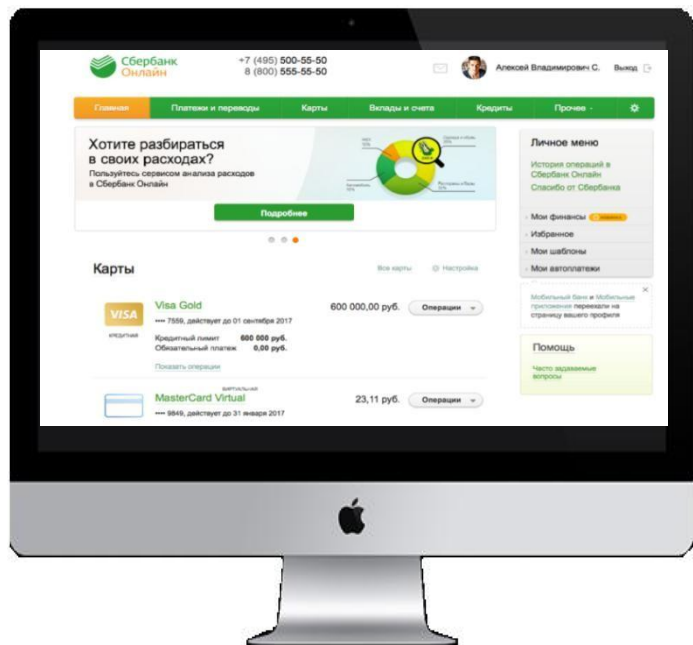 Сбербанк
Онлайн
+7 (495) 500-55-50
8 (800) 555-55-50
Алексей Владимирович С.
Выход
Главная
Платежи и переводы
Карты
Вклады и счета
Кредиты
Прочее
Хотите разбираться
в своих расходах?
Пользуйтесь сервисом анализа расходов
в Сбербанк Онлайн
Подробнее
Личное меню
История операций в
Сбербанк Онлайн
Спасибо от Сбербанка
Мои финансы
Избранное
Мои шаблоны
Мои автоплатежи
Карты
Все карты
Настройка
VISA
КРЕДИТНАЯ
Visa Gold
600 000,00 руб.
Операции
•••• 7559, действует до 01 сентября 2017
Кредитный лимит 600 000 руб.
Обязательный платеж 0,00 руб.
Показать операции
Мобильный банк и Мобильные
приложения переехали на
страницу вашего профиля
Помощь
Часто задаваемые
вопросы
ВИРТУАЛЬНАЯ
MasterCard Virtual
23,11 руб.
Операции
•••• 9849, действует до 31 января 2017